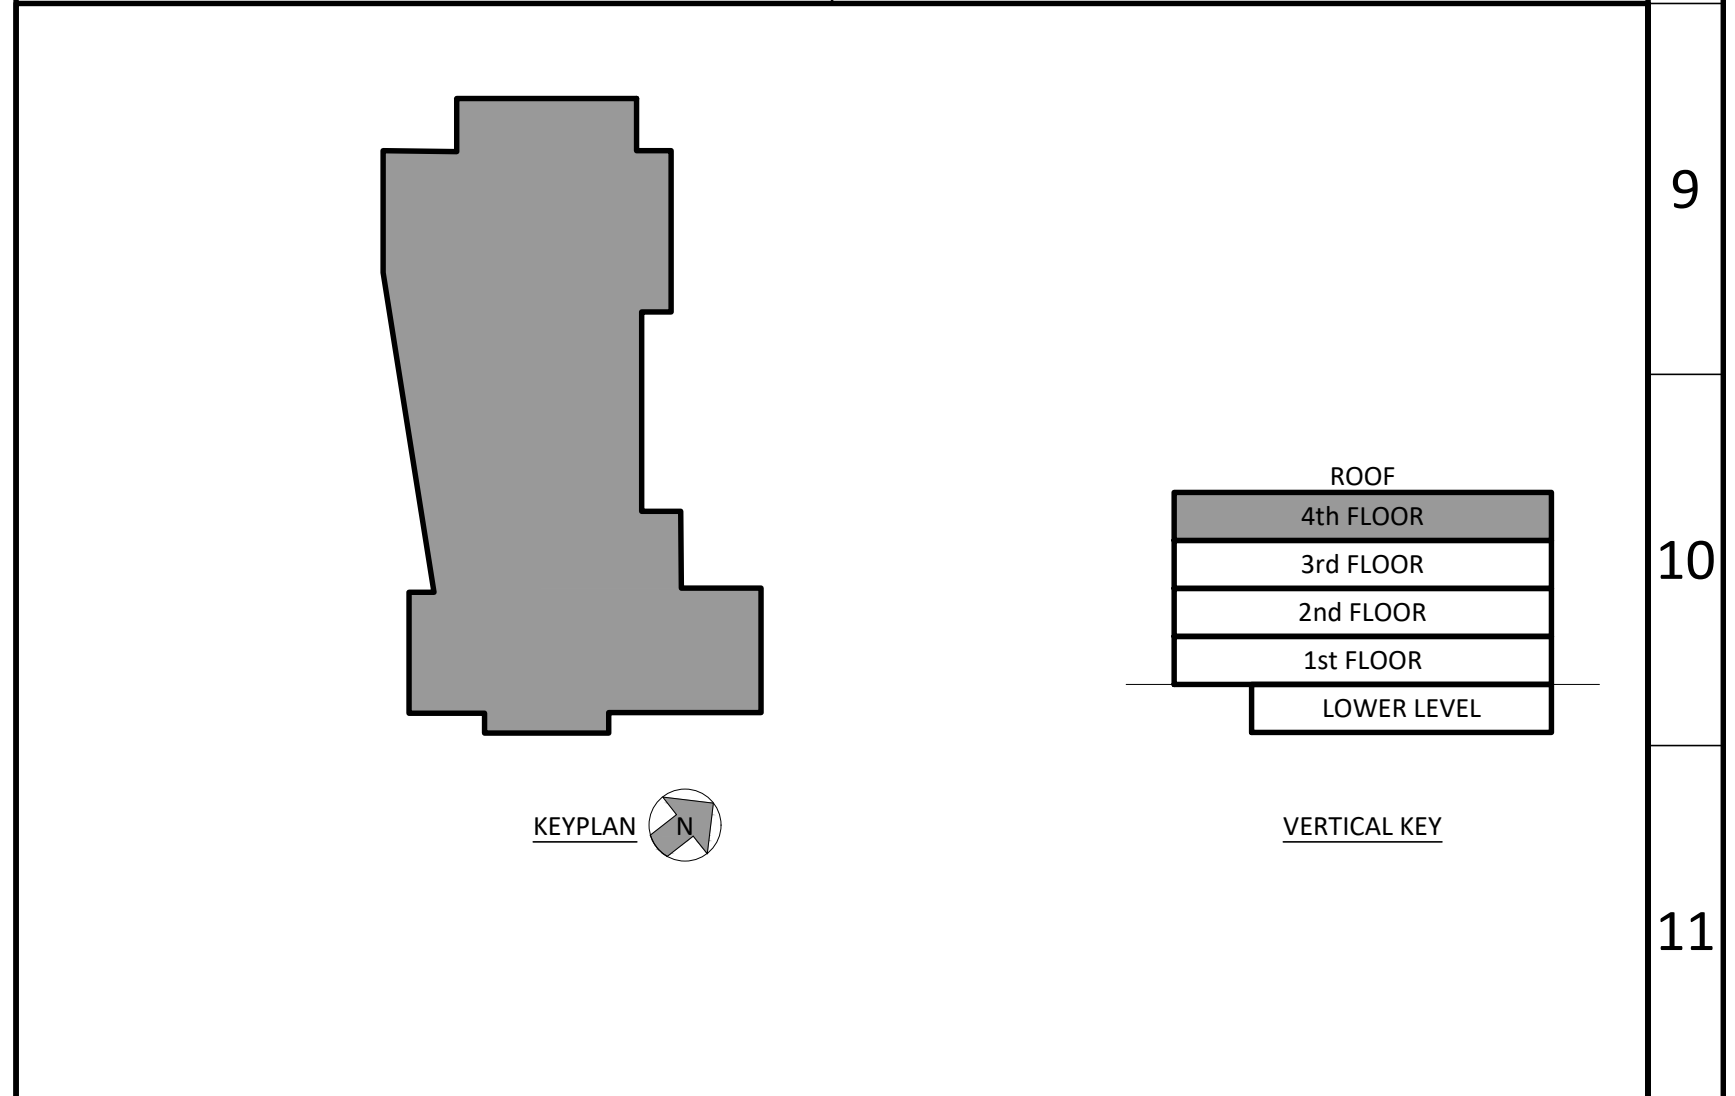 9
ROOF
4th FLOOR
3rd FLOOR
10
2nd FLOOR
1st FLOOR
LOWER LEVEL
KEYPLAN N
VERTICAL KEY
11